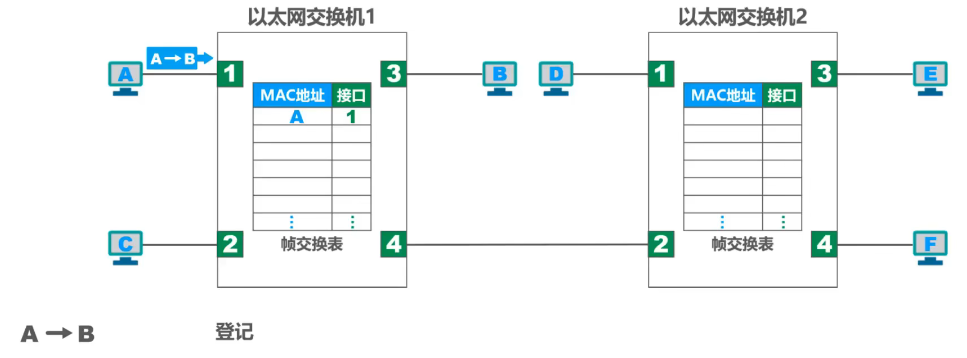 以太网交换机1 以太网交换机2
A→B
A 1 3 B D 1 3 E
MAC地址 接口 MAC地址 接口
A 1
C 2 4 2 4 F
帧交换表 帧交换表
A→B 登记